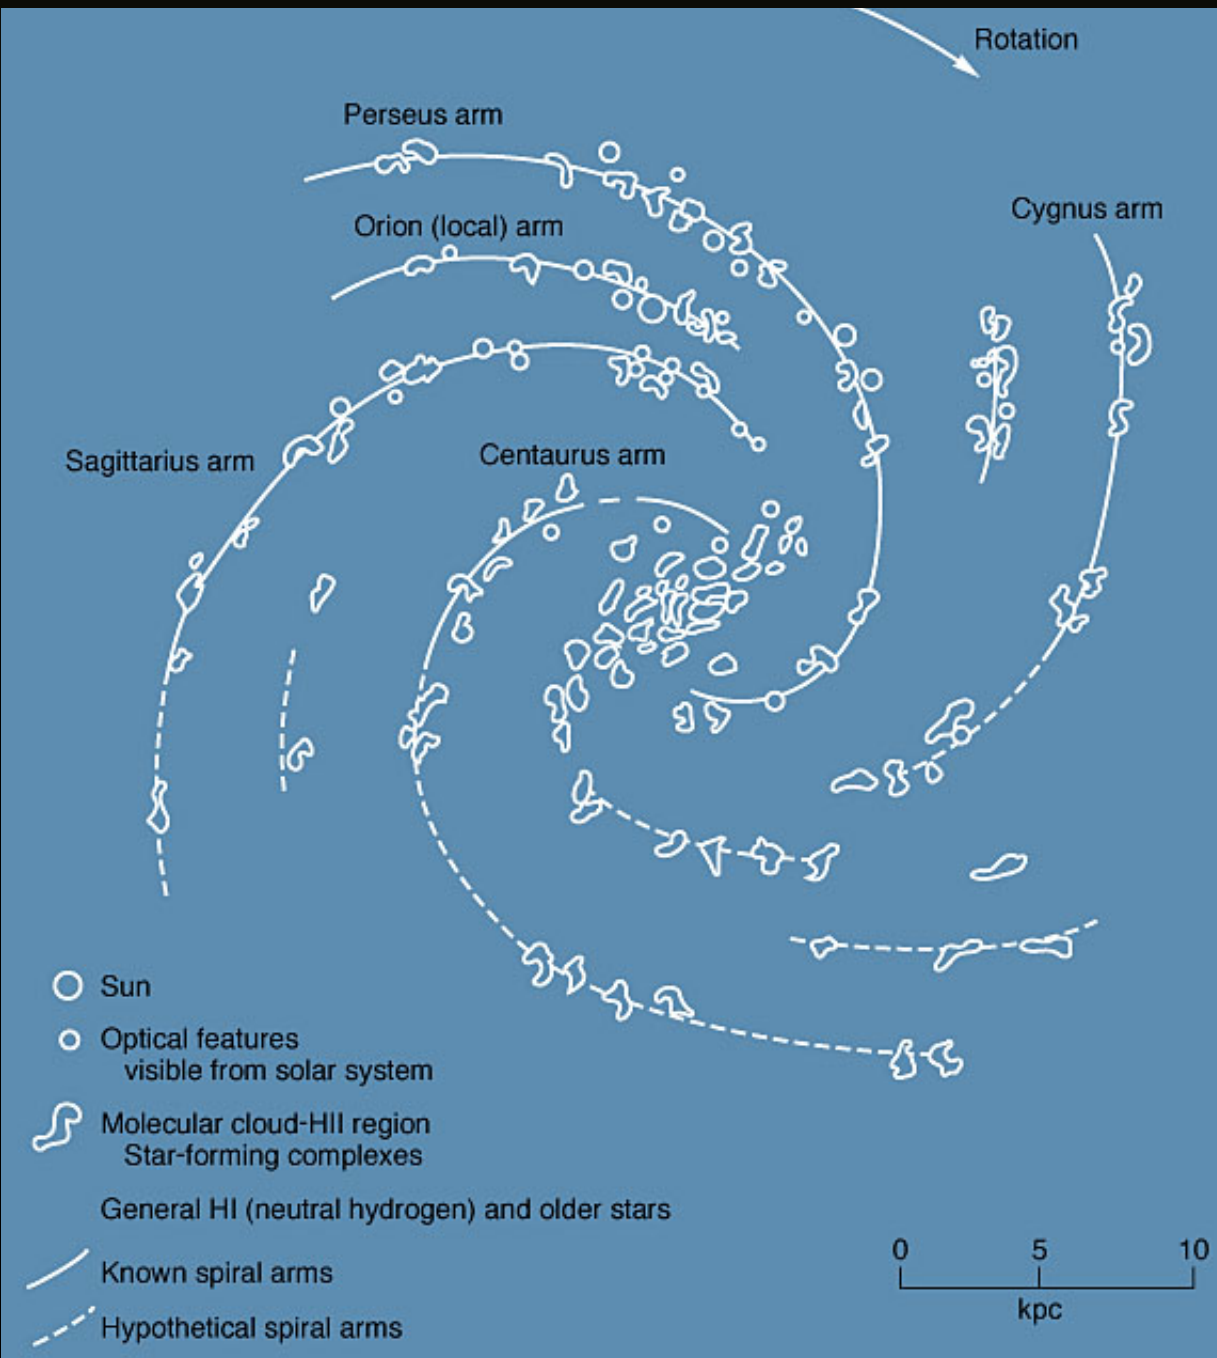 Rotation
Perseus arm
Cygnus arm
Orion (local) arm
Sagittarius arm
Centaurus arm
Sun
Optical features
visible from solar system
Molecular cloud-HII region
Star-forming complexes
General HI (neutral hydrogen) and older stars
Known spiral arms
Hypothetical spiral arms
0 5 10
kpc